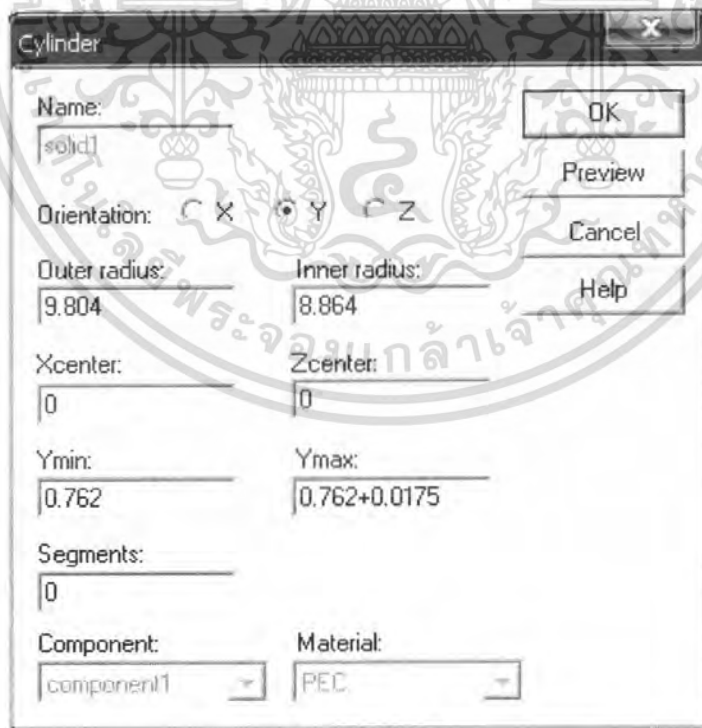 Cylinder
Name:
solid1
OK
Preview
Orientation: X Y Z
Cancel
Outer radius: Inner radius:
9.804 8.864
Help
Xcenter: Zcenter:
0 0
Ymin: Ymax:
0.762 0.762+0.0175
Segments:
0
Component: Material:
component1 PEC